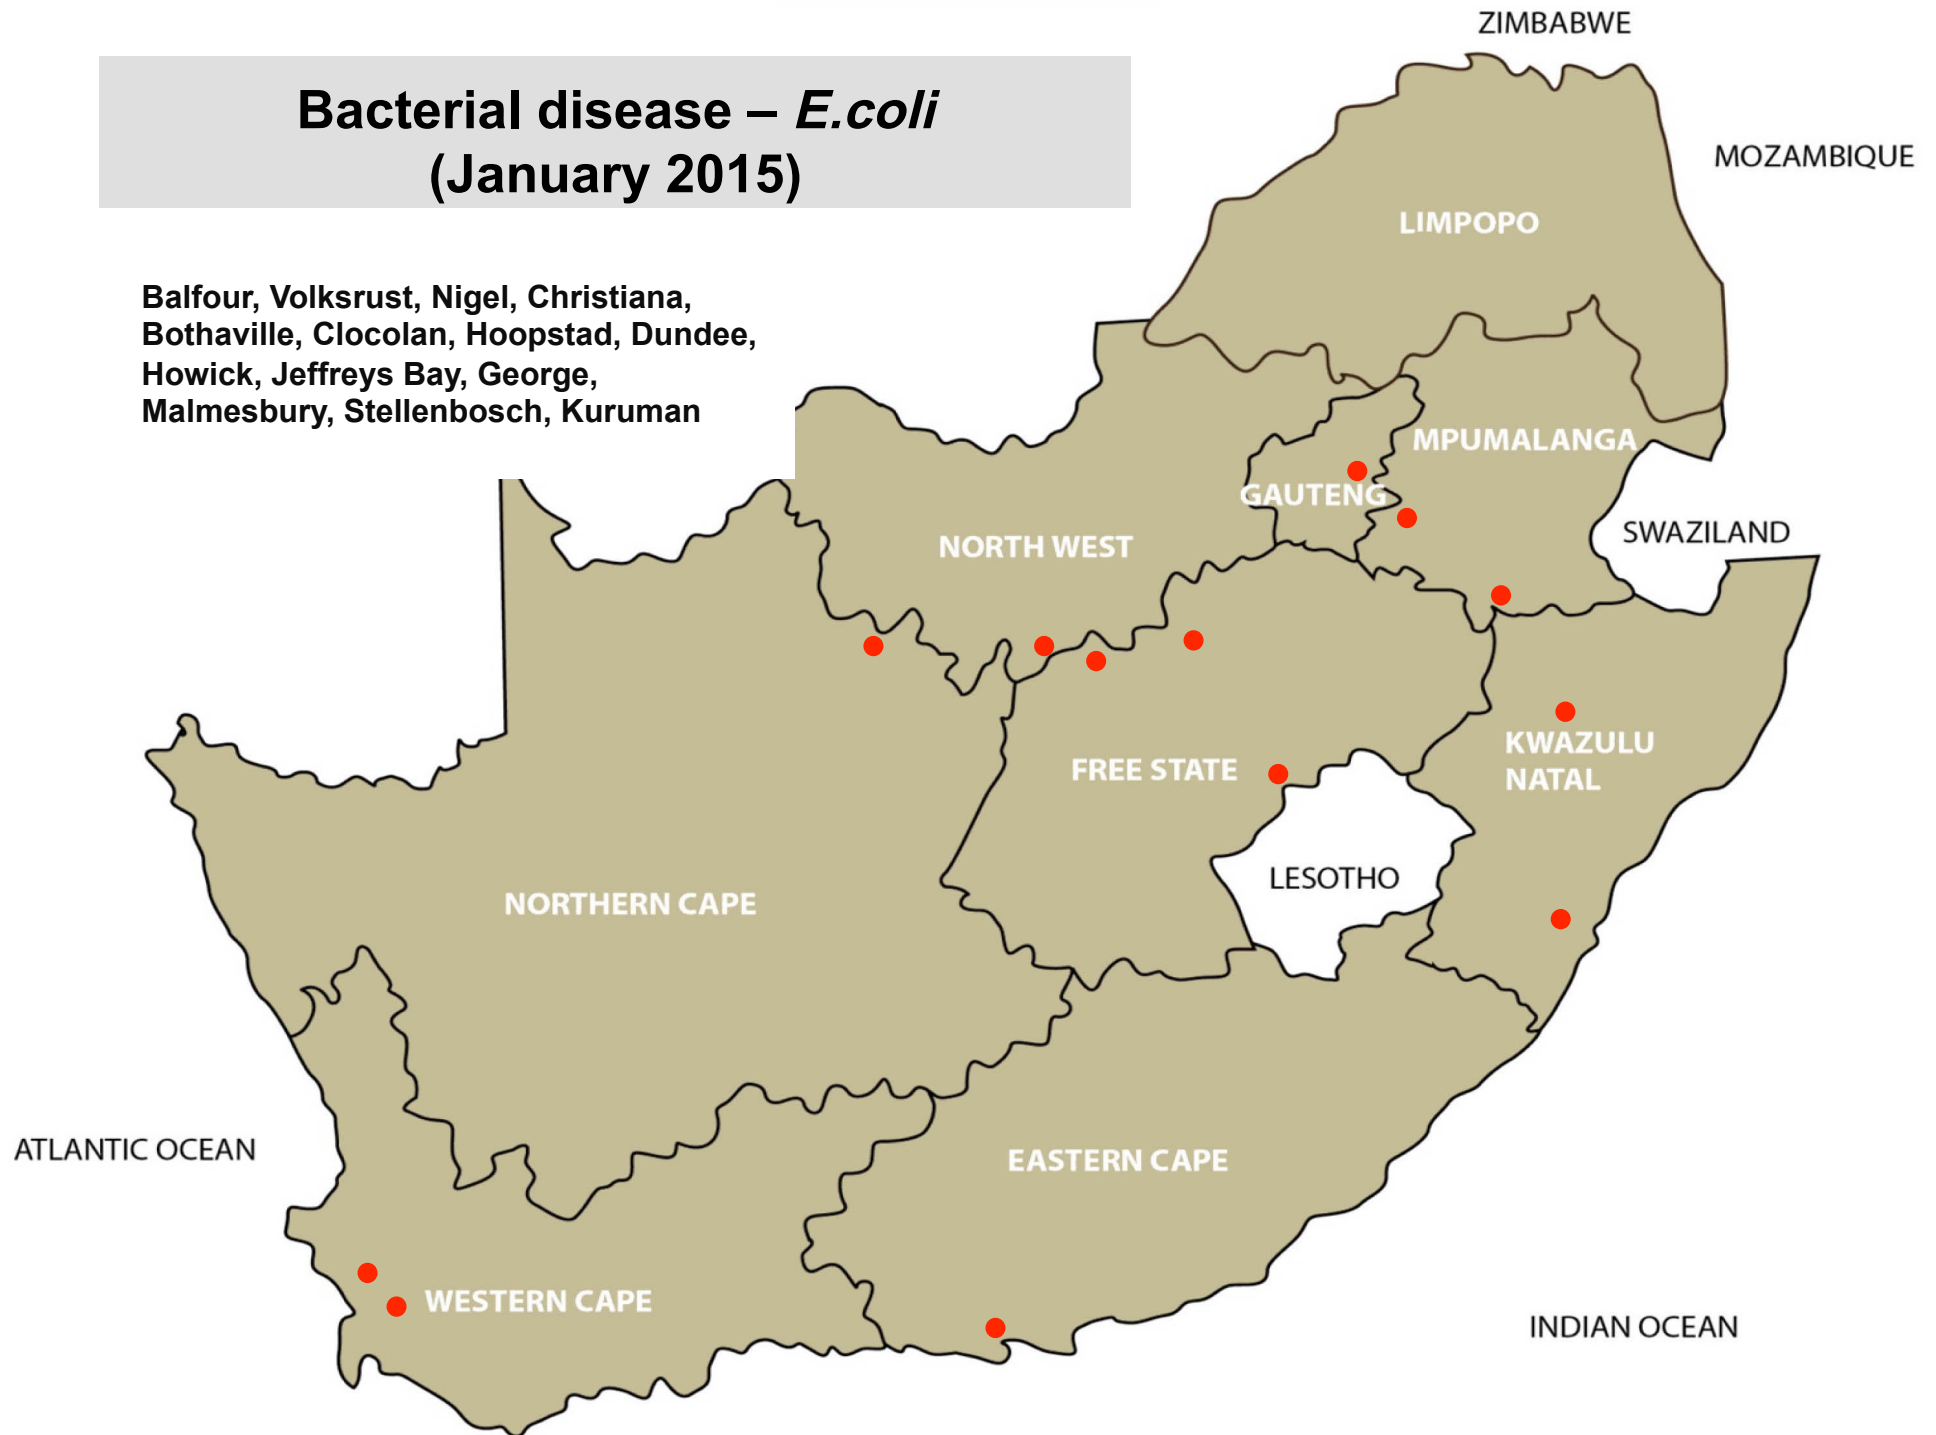 ZIMBABWE
Bacterial disease – E.coli
(January 2015)
MOZAMBIQUE
LIMPOPO
Balfour, Volksrust, Nigel, Christiana,
Bothaville, Clocolan, Hoopstad, Dundee,
Howick, Jeffreys Bay, George,
Malmesbury, Stellenbosch, Kuruman
MPUMALANGA
GAUTENG
SWAZILAND
NORTH WEST
KWAZULU
NATAL
FREE STATE
LESOTHO
NORTHERN CAPE
ATLANTIC OCEAN
EASTERN CAPE
WESTERN CAPE
INDIAN OCEAN